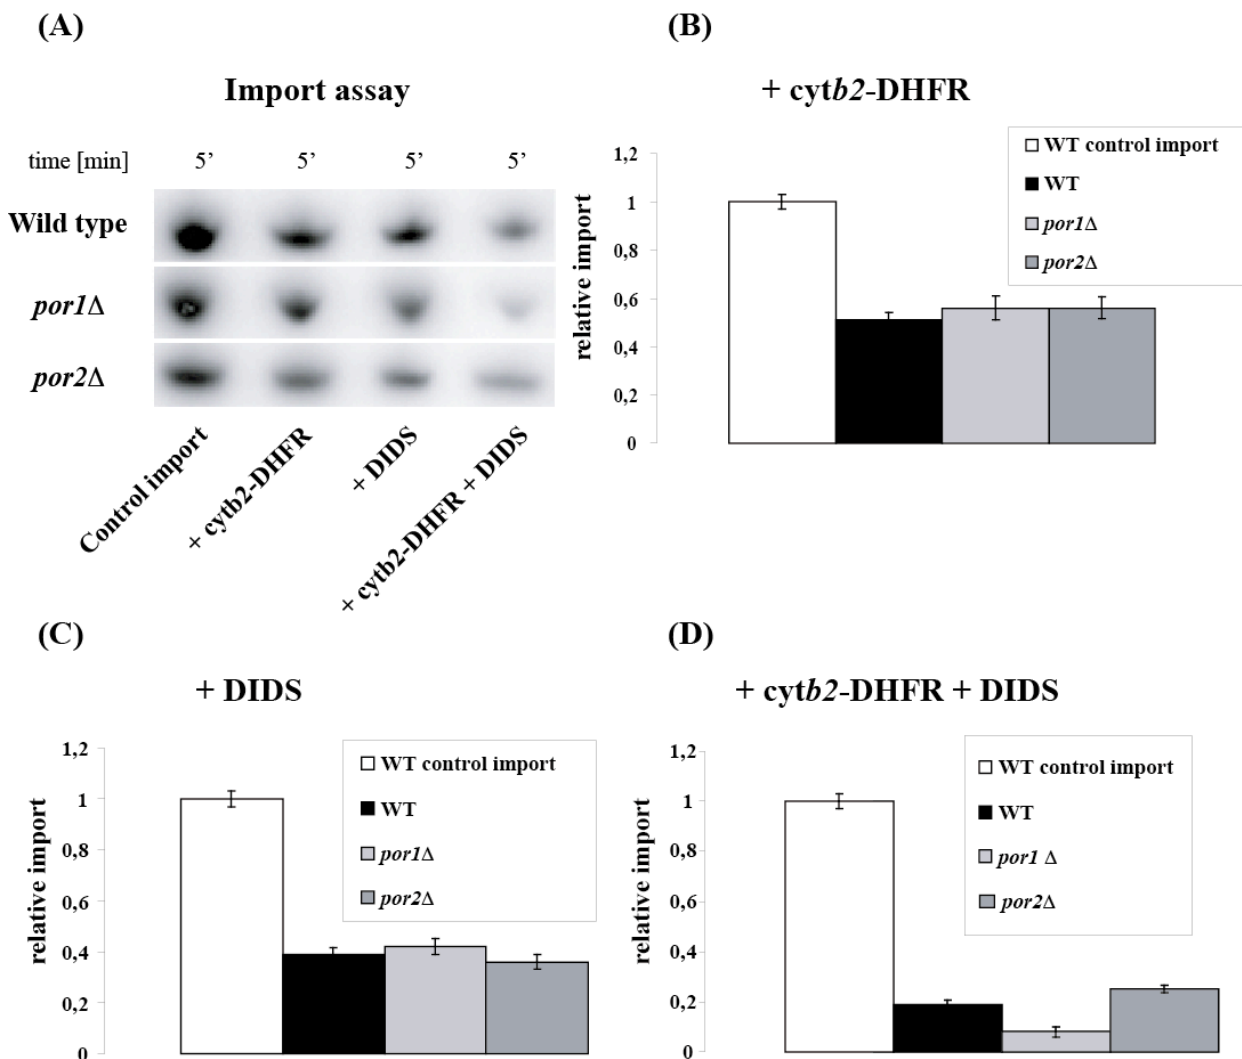 (A)
Import assay
time [min] 5’ 5’ 5’ 5’
Wild type
por1Δ
por2Δ
Control import
+ cytb2-DHFR
+ DIDS
+ cytb2-DHFR + DIDS
(B)
+ cytb2-DHFR
relative import
1,2
1
0,8
0,6
0,4
0,2
0
WT control import
WT
por1Δ
por2Δ
(C)
+ DIDS
relative import
1,2
1
0,8
0,6
0,4
0,2
0
WT control import
WT
por1Δ
por2Δ
(D)
+ cytb2-DHFR + DIDS
relative import
1,2
1
0,8
0,6
0,4
0,2
0
WT control import
WT
por1 Δ
por2Δ